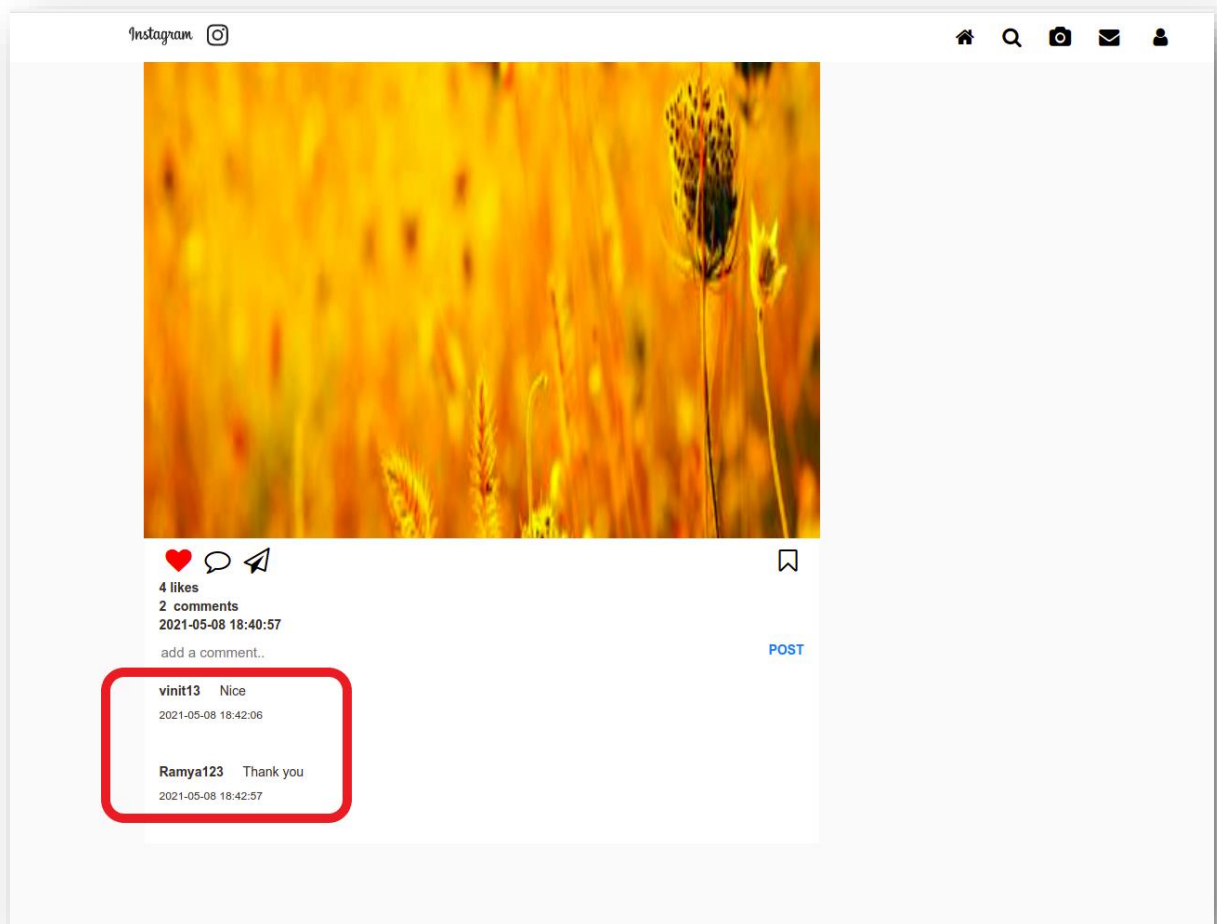 Instagram
4 likes
2 comments
2021-05-08 18:40:57
add a comment.. POST
vinit13 Nice
2021-05-08 18:42:06
Ramya123 Thank you
2021-05-08 18:42:57